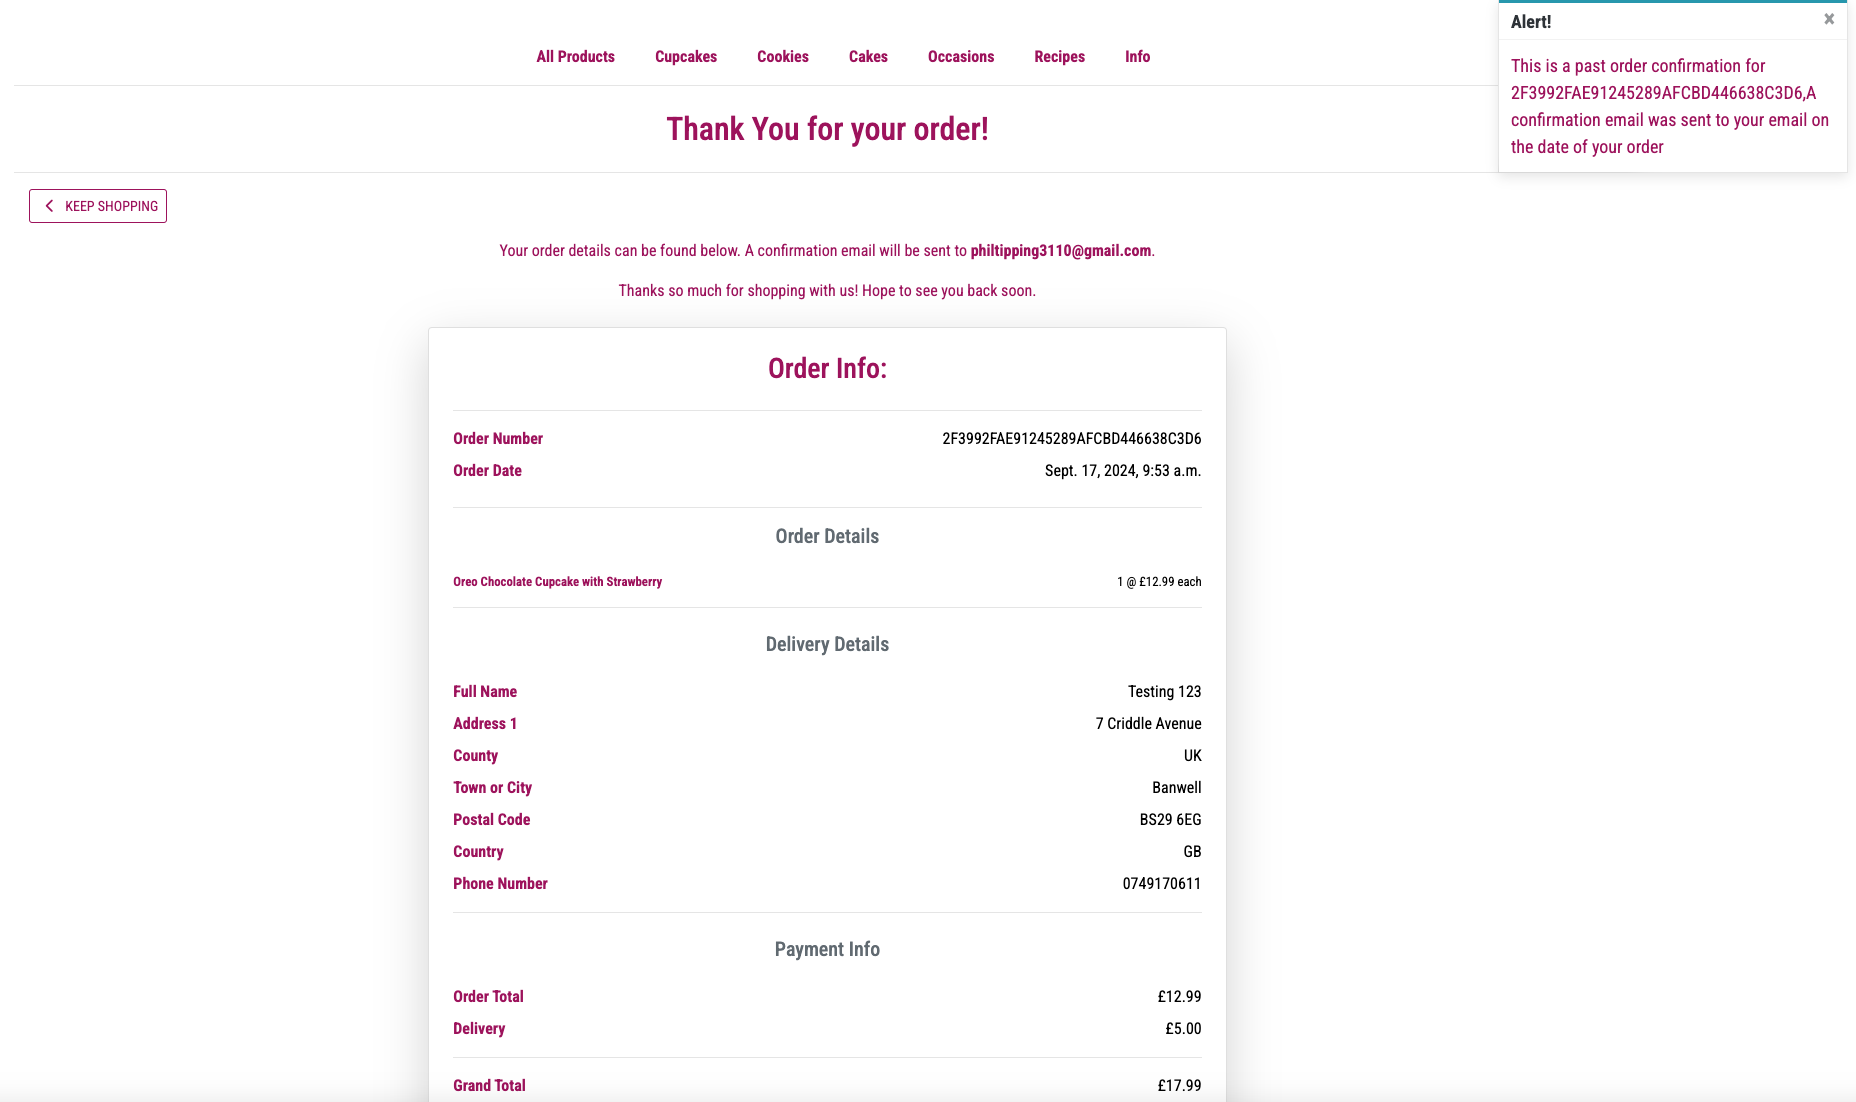 All Products Cupcakes Cookies Cakes Occasions Recipes Info
Alert! ×
This is a past order confirmation for
2F3992FAE91245289AFCBD446638C3D6,A
confirmation email was sent to your email on
the date of your order
Thank You for your order!
KEEP SHOPPING
Your order details can be found below. A confirmation email will be sent to philtipping3110@gmail.com.
Thanks so much for shopping with us! Hope to see you back soon.
Order Info:
Order Number 2F3992FAE91245289AFCBD446638C3D6
Order Date Sept. 17, 2024, 9:53 a.m.
Order Details
Oreo Chocolate Cupcake with Strawberry 1 @ £12.99 each
Delivery Details
Full Name Testing 123
Address 1 7 Criddle Avenue
County UK
Town or City Banwell
Postal Code BS29 6EG
Country GB
Phone Number 0749170611
Payment Info
Order Total £12.99
Delivery £5.00
Grand Total £17.99